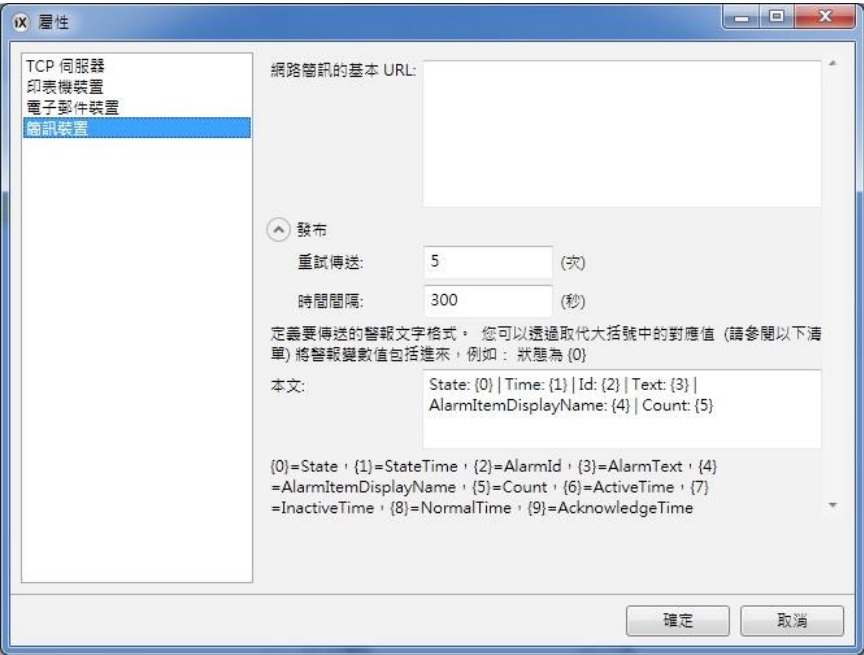 iX 屬性
TCP 伺服器
印表機裝置
電子郵件裝置
簡訊裝置
網路簡訊的基本 URL:
發布
重試傳送: 5 (次)
時間間隔: 300 (秒)
定義要傳送的警報文字格式。 您可以透過取代大括號中的對應值 (請參閱以下清
單) 將警報變數值包括進來，例如： 狀態為 {0}
本文: State: {0} | Time: {1} | Id: {2} | Text: {3} |
AlarmItemDisplayName: {4} | Count: {5}
{0}=State，{1}=StateTime，{2}=AlarmId，{3}=AlarmText，{4}
=AlarmItemDisplayName，{5}=Count，{6}=ActiveTime，{7}
=InactiveTime，{8}=NormalTime，{9}=AcknowledgeTime
確定 取消